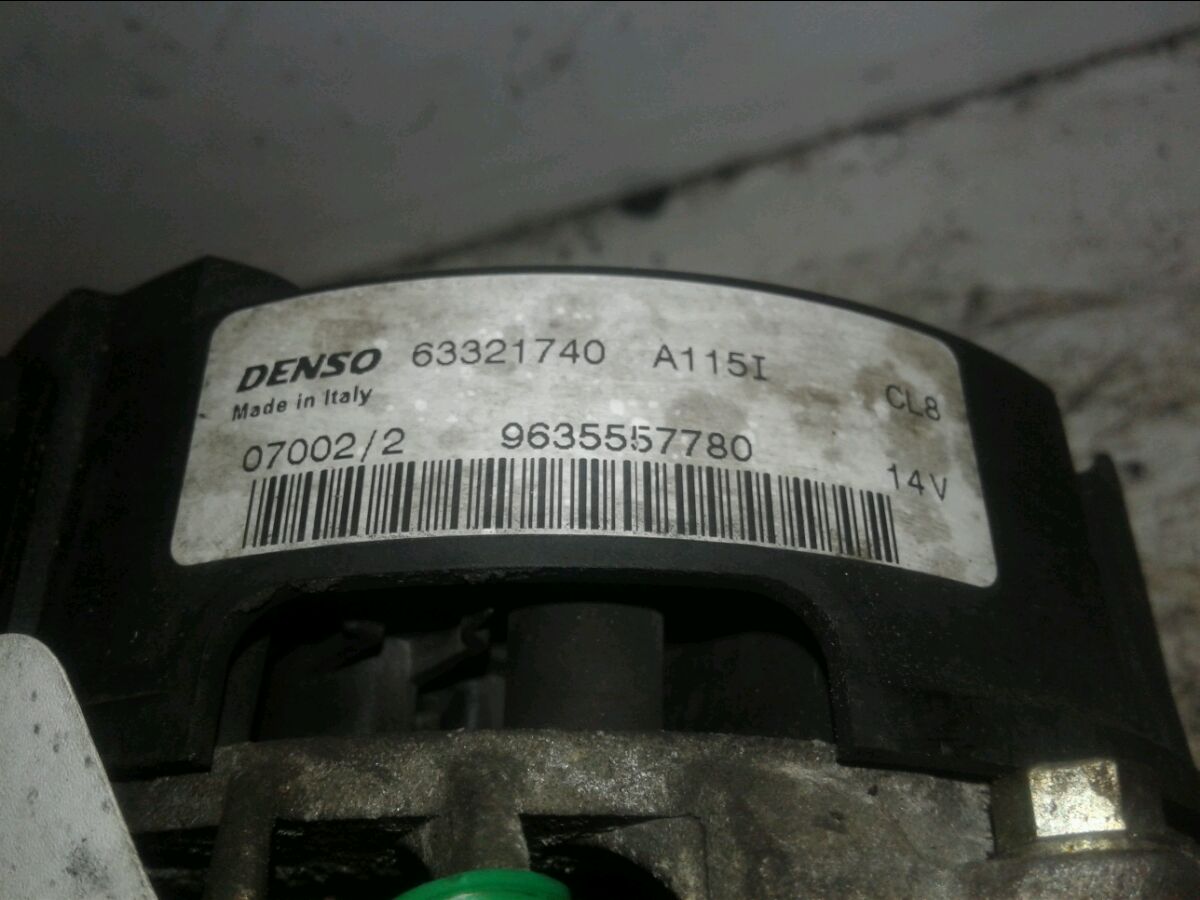 DENSO 63321740 A115I
Made in Italy
CL8
07002/2 9635557780
14V